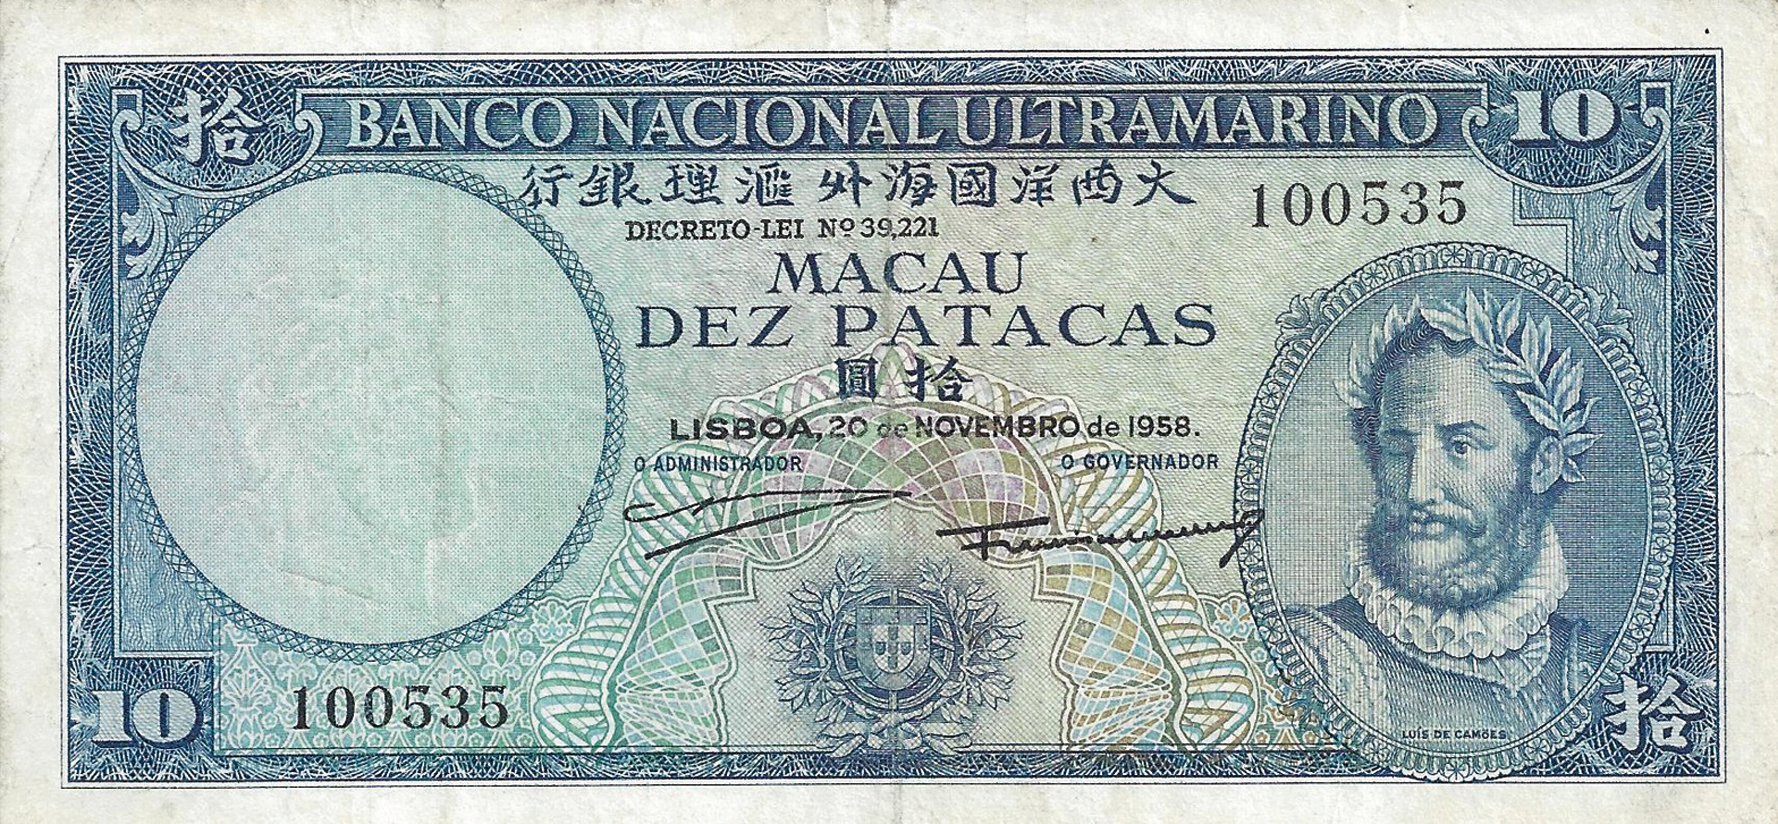 拾
BANCO NACIONAL ULTRAMARINO
10
大西洋國海外滙理銀行
100535
DECRETO-LEI Nº 39,221
MACAU
DEZ PATACAS
拾圓
LISBOA, 20 de NOVEMBRO de 1958.
O ADMINISTRADOR
O GOVERNADOR
10
100535
LUÍS DE CAMÕES
拾